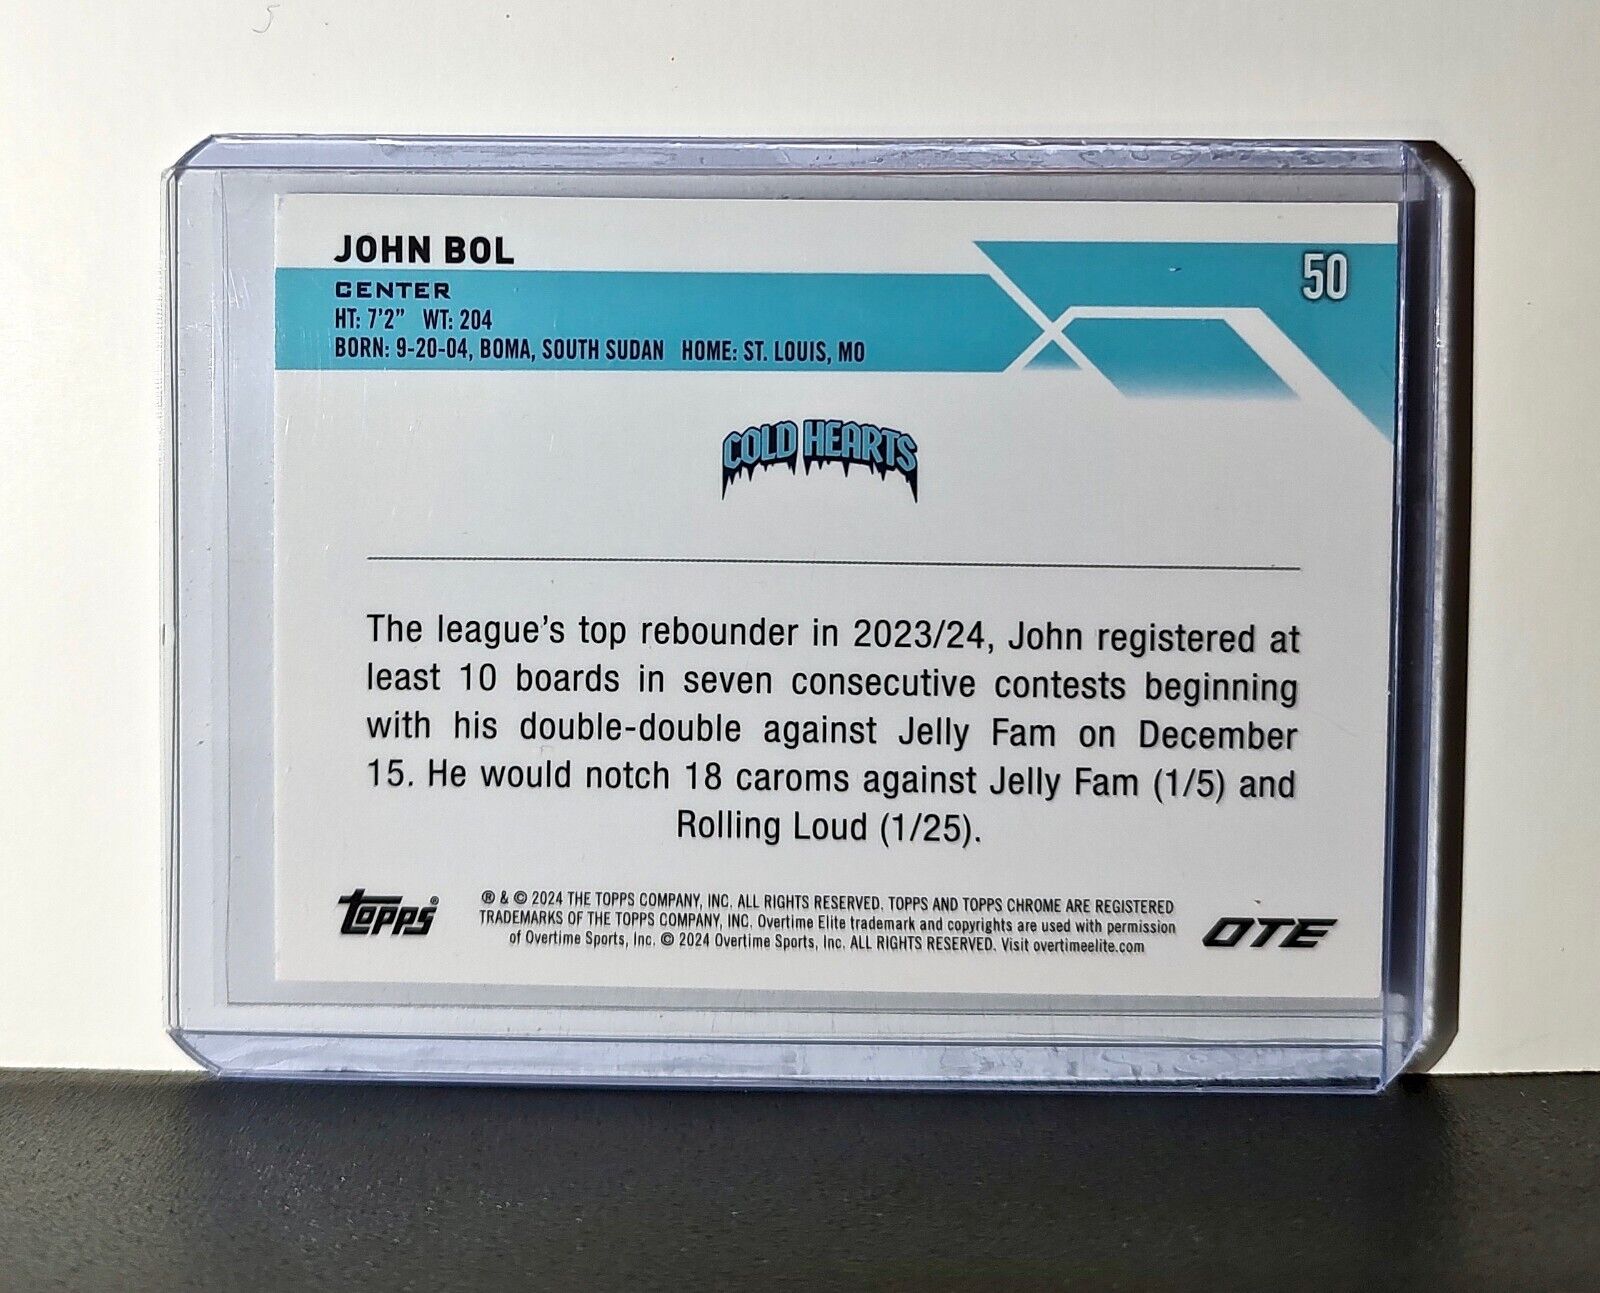 JOHN BOL
50
CENTER
HT: 7'2" WT: 204
BORN: 9-20-04, BOMA, SOUTH SUDAN HOME: ST. LOUIS, MO
COLD HEARTS
The league's top rebounder in 2023/24, John registered at
least 10 boards in seven consecutive contests beginning
with his double-double against Jelly Fam on December
15. He would notch 18 caroms against Jelly Fam (1/5) and
Rolling Loud (1/25).
topps®
® & © 2024 THE TOPPS COMPANY, INC. ALL RIGHTS RESERVED. TOPPS AND TOPPS CHROME ARE REGISTERED
TRADEMARKS OF THE TOPPS COMPANY, INC. Overtime Elite trademark and copyrights are used with permission
of Overtime Sports, Inc. © 2024 Overtime Sports, Inc. ALL RIGHTS RESERVED. Visit overtimeelite.com
OTE